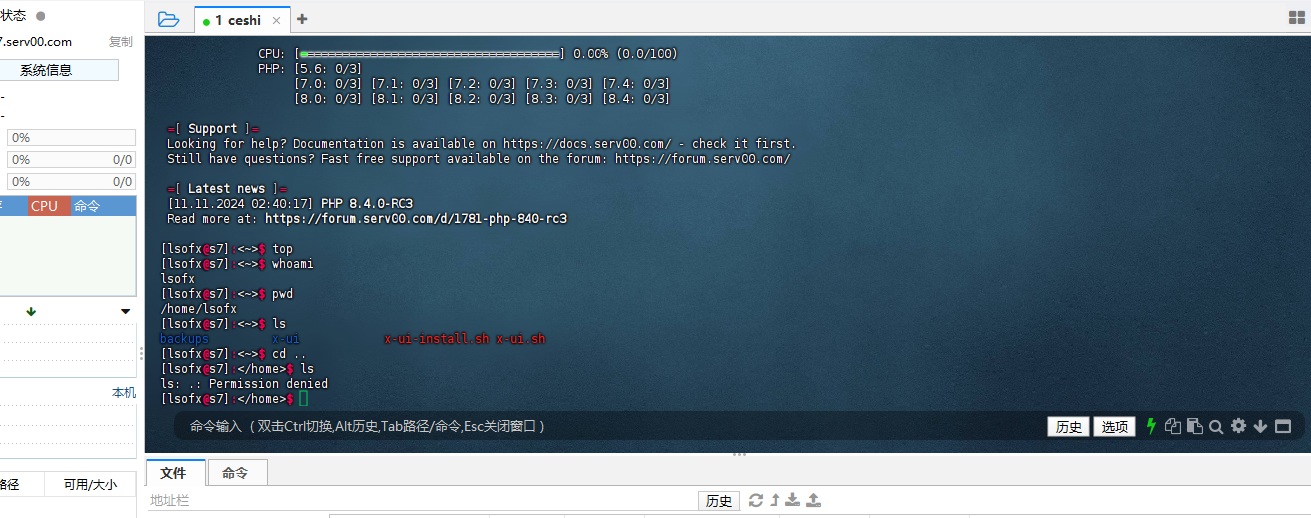 状态
1 ceshi
7.serv00.com
复制
系统信息
-
-
0%
0% 0/0
0% 0/0
CPU 命令
本机
路径 可用/大小
CPU: [=====================================] 0.00% (0.0/100)
PHP: [5.6: 0/3]
[7.0: 0/3] [7.1: 0/3] [7.2: 0/3] [7.3: 0/3] [7.4: 0/3]
[8.0: 0/3] [8.1: 0/3] [8.2: 0/3] [8.3: 0/3] [8.4: 0/3]
=[ Support ]=
Looking for help? Documentation is available on https://docs.serv00.com/ - check it first.
Still have questions? Fast free support available on the forum: https://forum.serv00.com/
=[ Latest news ]=
[11.11.2024 02:40:17] PHP 8.4.0-RC3
Read more at: https://forum.serv00.com/d/1781-php-840-rc3
[lsofx@s7]:<~>$ top
[lsofx@s7]:<~>$ whoami
lsofx
[lsofx@s7]:<~>$ pwd
/home/lsofx
[lsofx@s7]:<~>$ ls
backups x-ui x-ui-install.sh x-ui.sh
[lsofx@s7]:<~>$ cd ..
[lsofx@s7]:</home>$ ls
ls: .: Permission denied
[lsofx@s7]:</home>$
命令输入（双击Ctrl切换,Alt历史,Tab路径/命令,Esc关闭窗口）
历史 选项
文件 命令
地址栏
历史